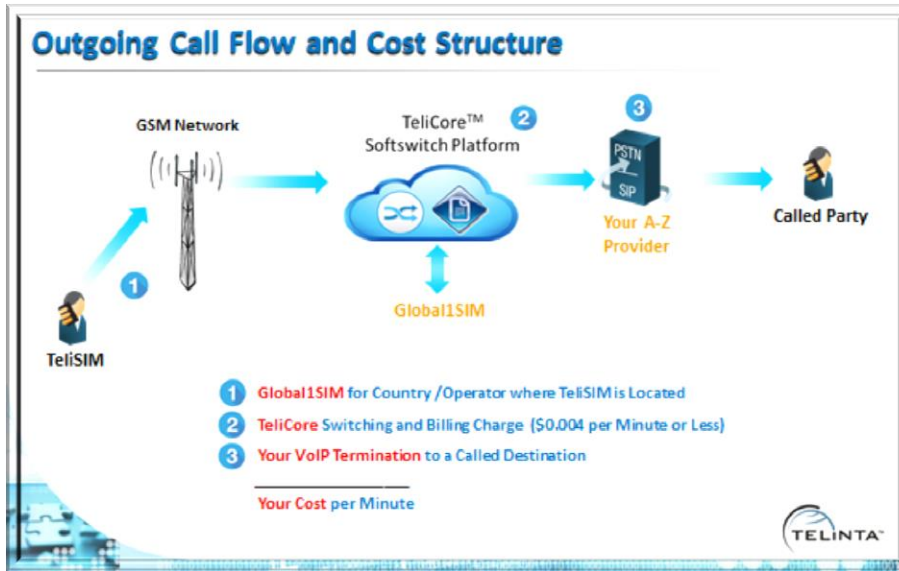 Outgoing Call Flow and Cost Structure
GSM Network
TeliCore™
Softswitch Platform
2
3
PSTN
SIP
Your A-Z
Provider
Called Party
1
Global1SIM
TeliSIM
1 Global1SIM for Country /Operator where TeliSIM is Located
2 TeliCore Switching and Billing Charge ($0.004 per Minute or Less)
3 Your VoIP Termination to a Called Destination
Your Cost per Minute
TELINTA™